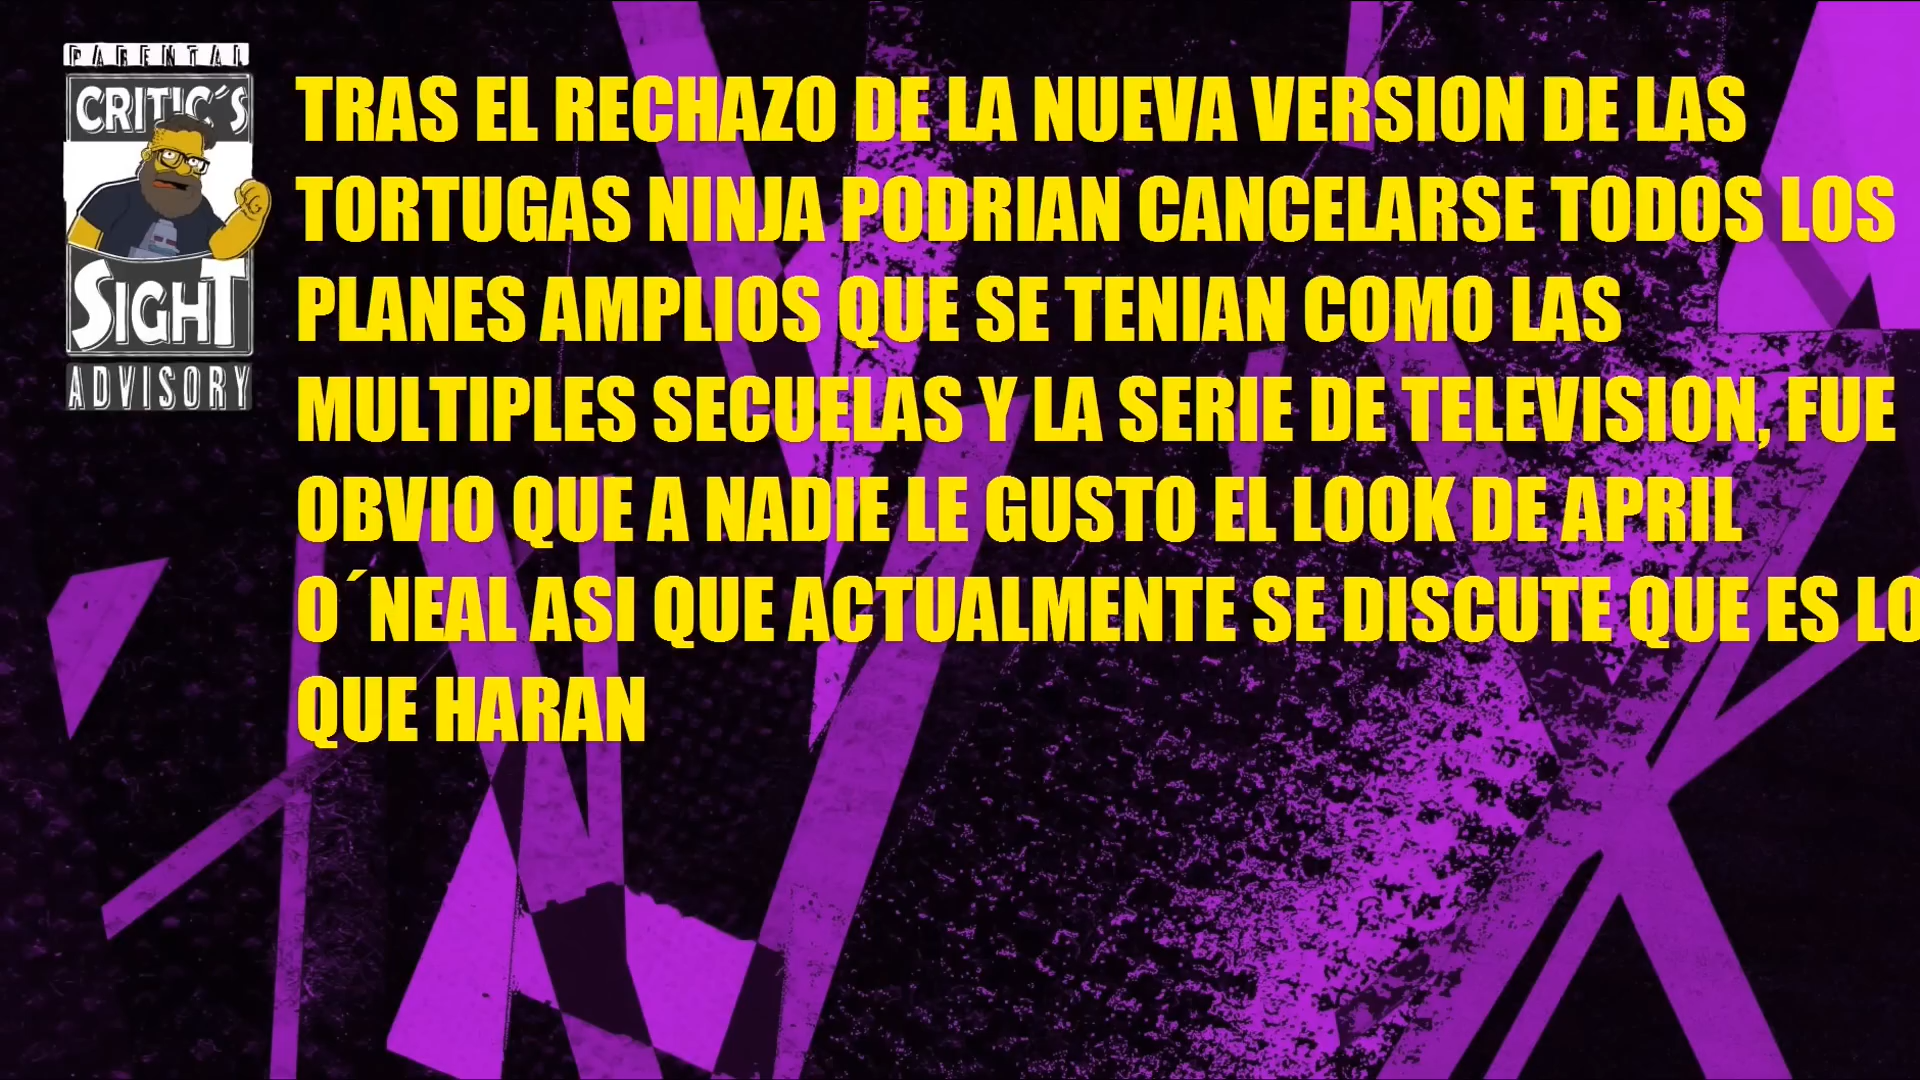 PARENTAL
CRITIC´S
SIGHT
ADVISORY
TRAS EL RECHAZO DE LA NUEVA VERSION DE LAS
TORTUGAS NINJA PODRIAN CANCELARSE TODOS LOS
PLANES AMPLIOS QUE SE TENIAN COMO LAS
MULTIPLES SECUELAS Y LA SERIE DE TELEVISION, FUE
OBVIO QUE A NADIE LE GUSTO EL LOOK DE APRIL
O´NEAL ASI QUE ACTUALMENTE SE DISCUTE QUE ES LO
QUE HARAN